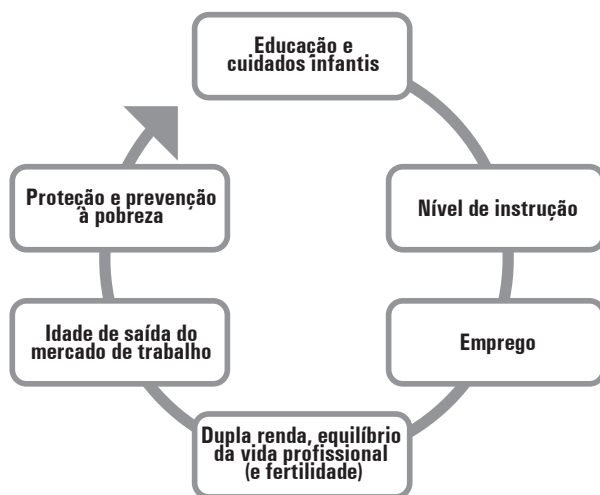 Educação e
cuidados infantis
Nível de instrução
Emprego
Dupla renda, equilíbrio
da vida profissional
(e fertilidade)
Idade de saída do
mercado de trabalho
Proteção e prevenção
à pobreza